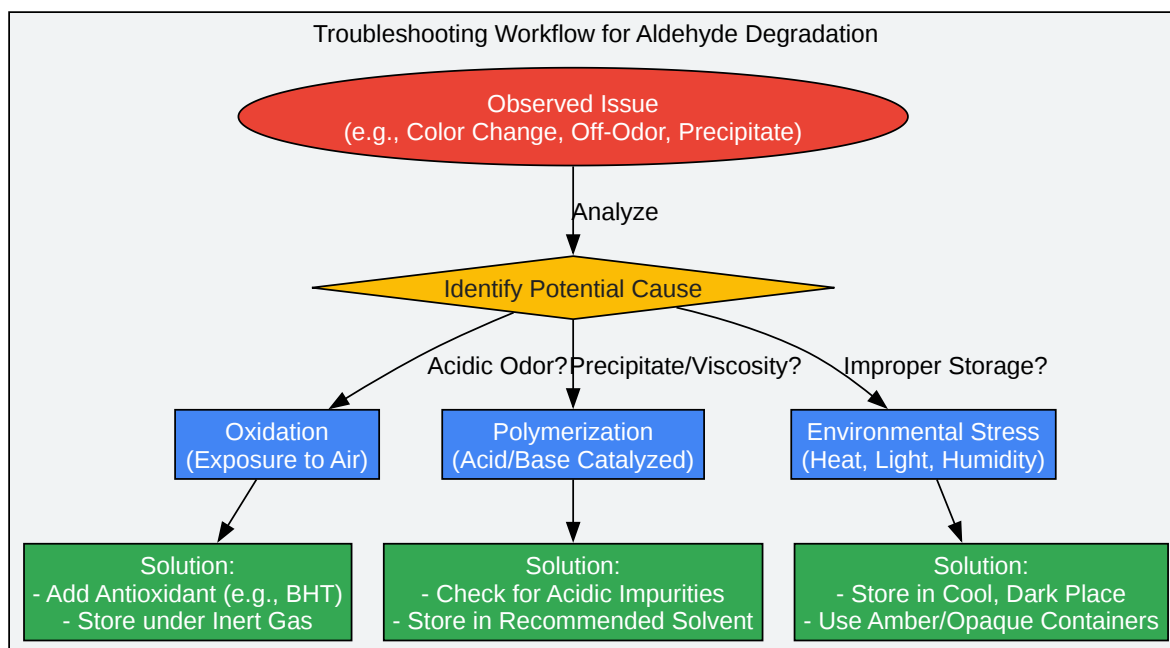 Troubleshooting Workflow for Aldehyde Degradation
Observed Issue
(e.g., Color Change, Off-Odor, Precipitate)
Analyze
Identify Potential Cause
Acidic Odor?
Precipitate/Viscosity?
Improper Storage?
Oxidation
(Exposure to Air)
Polymerization
(Acid/Base Catalyzed)
Environmental Stress
(Heat, Light, Humidity)
Solution:
- Add Antioxidant (e.g., BHT)
- Store under Inert Gas
Solution:
- Check for Acidic Impurities
- Store in Recommended Solvent
Solution:
- Store in Cool, Dark Place
- Use Amber/Opaque Containers